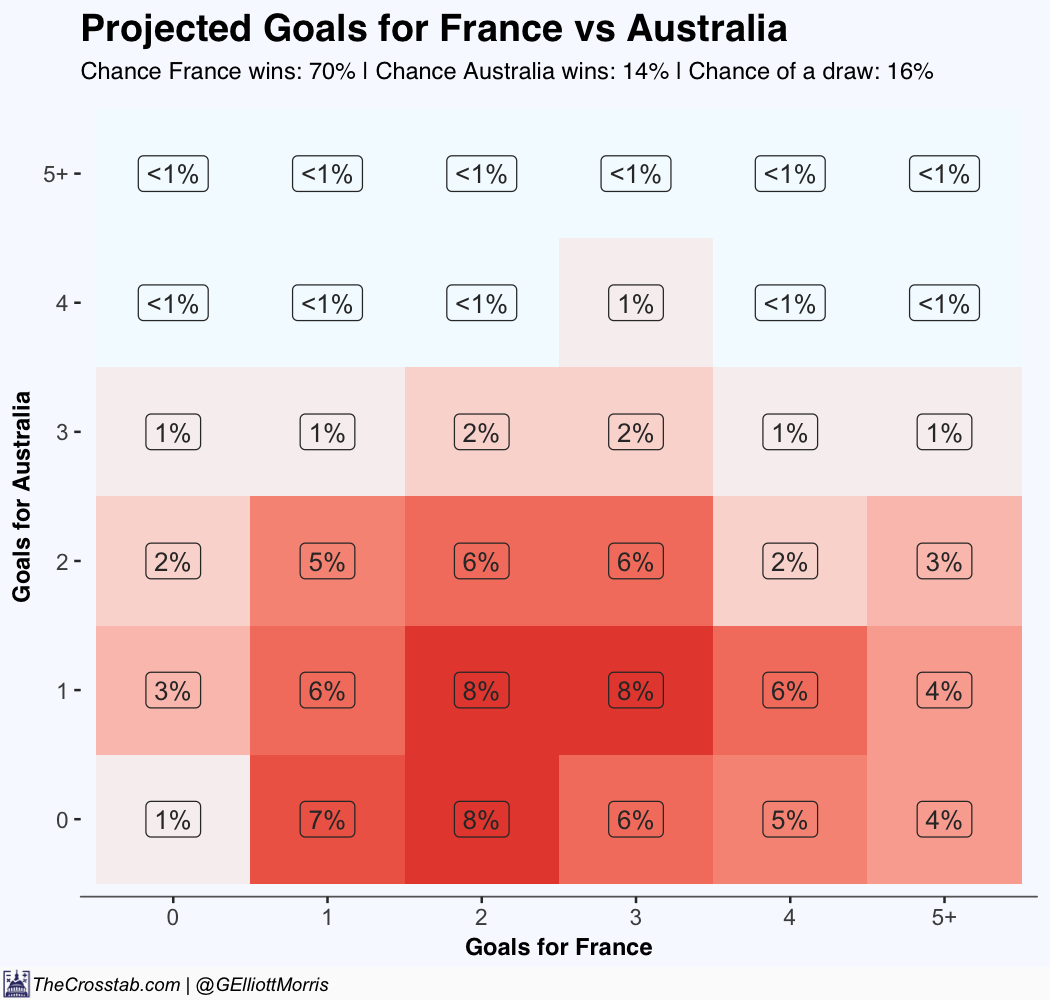 Projected Goals for France vs Australia
Chance France wins: 70% | Chance Australia wins: 14% | Chance of a draw: 16%
Goals for Australia
5+ <1% <1% <1% <1% <1% <1%
4 <1% <1% <1% 1% <1% <1%
3 1% 1% 2% 2% 1% 1%
2 2% 5% 6% 6% 2% 3%
1 3% 6% 8% 8% 6% 4%
0 1% 7% 8% 6% 5% 4%
0 1 2 3 4 5+
Goals for France
TheCrosstab.com | @GElliottMorris